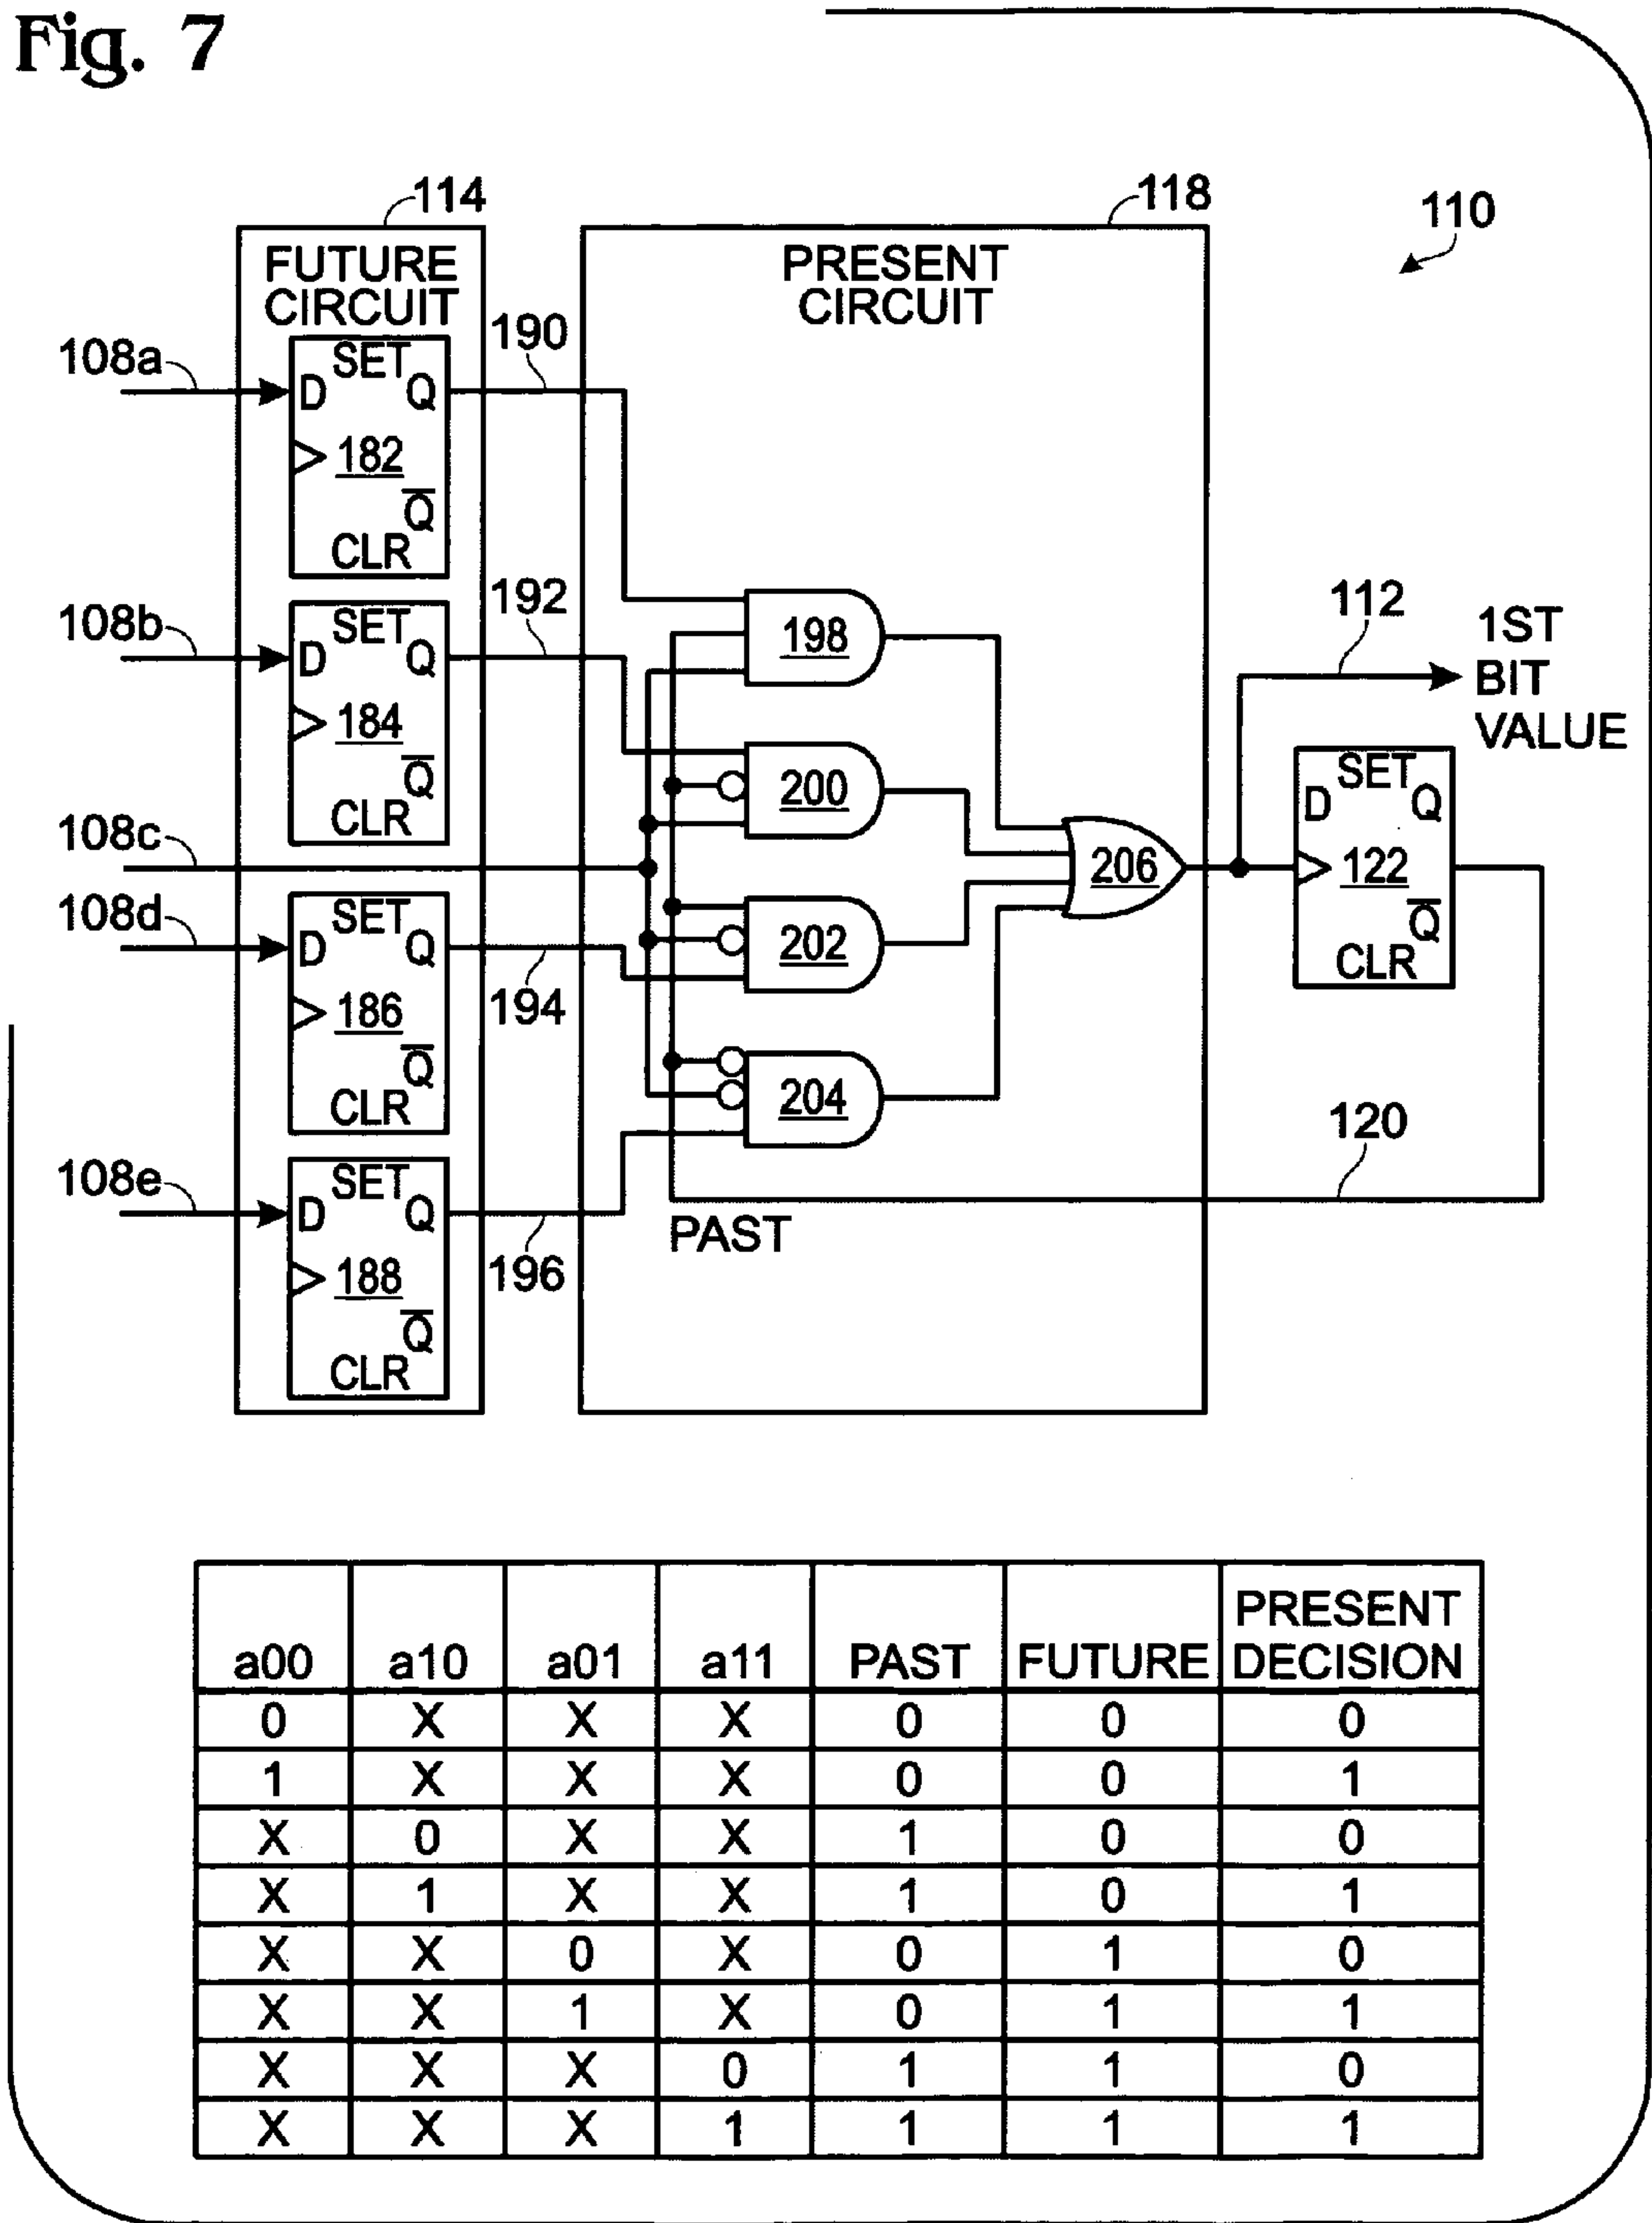 Fig. 7
114
118
110
FUTURE
CIRCUIT
PRESENT
CIRCUIT
108a
190
D SET Q
182
Q̅
CLR
108b
192
D SET Q
184
Q̅
CLR
198
112
1ST
BIT
VALUE
200
108c
206
D SET Q
122
Q̅
CLR
108d
194
D SET Q
186
Q̅
CLR
202
204
120
108e
196
D SET Q
188
Q̅
CLR
PAST
a00 a10 a01 a11 PAST FUTURE PRESENT DECISION
0 X X X 0 0 0
1 X X X 0 0 1
X 0 X X 1 0 0
X 1 X X 1 0 1
X X 0 X 0 1 0
X X 1 X 0 1 1
X X X 0 1 1 0
X X X 1 1 1 1